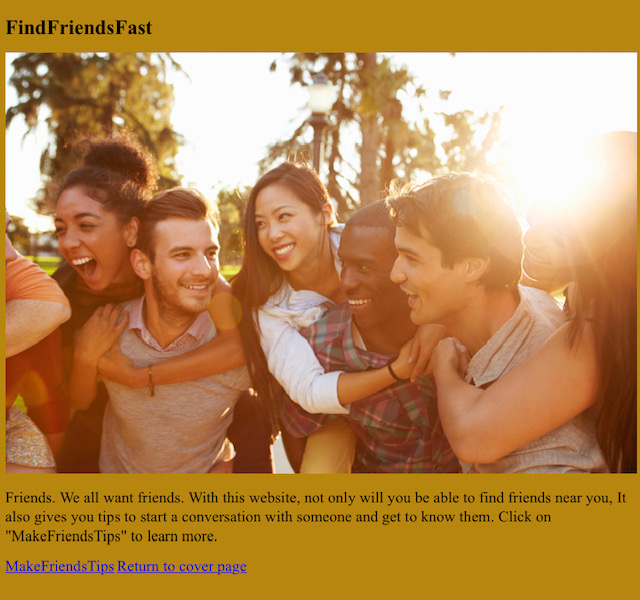 FindFriendsFast
Friends. We all want friends. With this website, not only will you be able to find friends near you, It
also gives you tips to start a conversation with someone and get to know them. Click on
"MakeFriendsTips" to learn more.
MakeFriendsTips Return to cover page